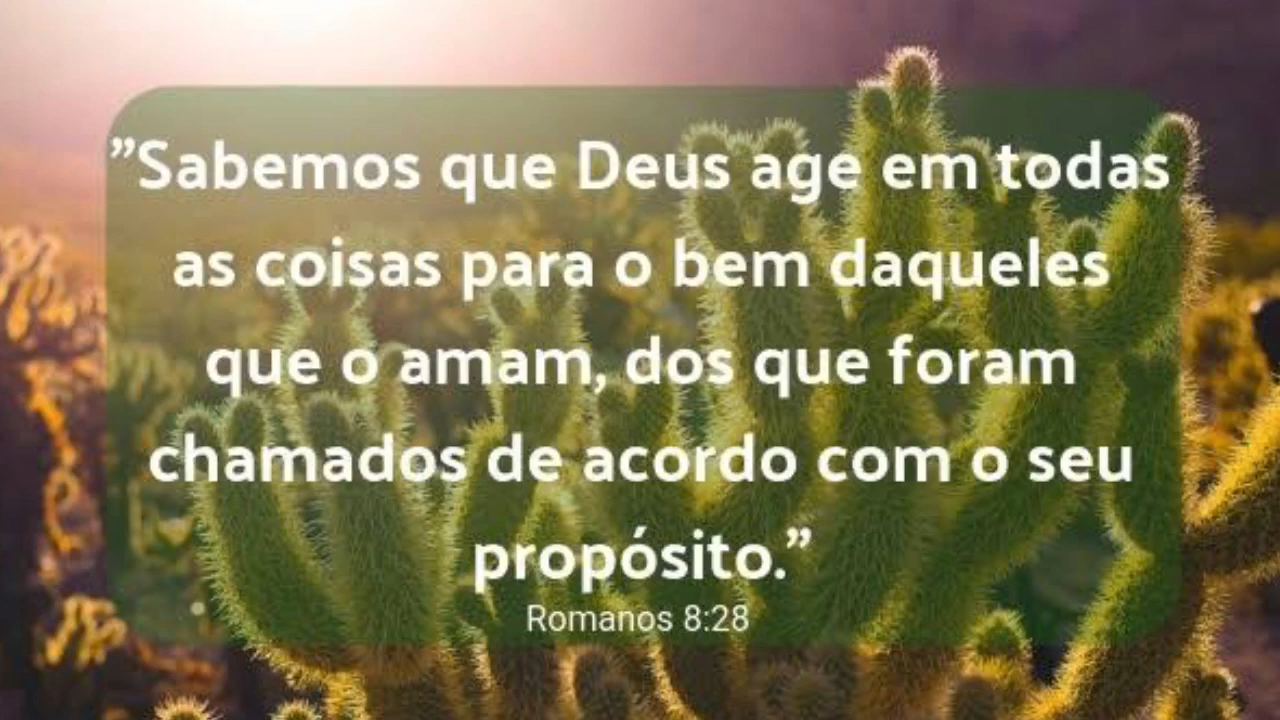 ”Sabemos que Deus age em todas
as coisas para o bem daqueles
que o amam, dos que foram
chamados de acordo com o seu
propósito.”
Romanos 8:28